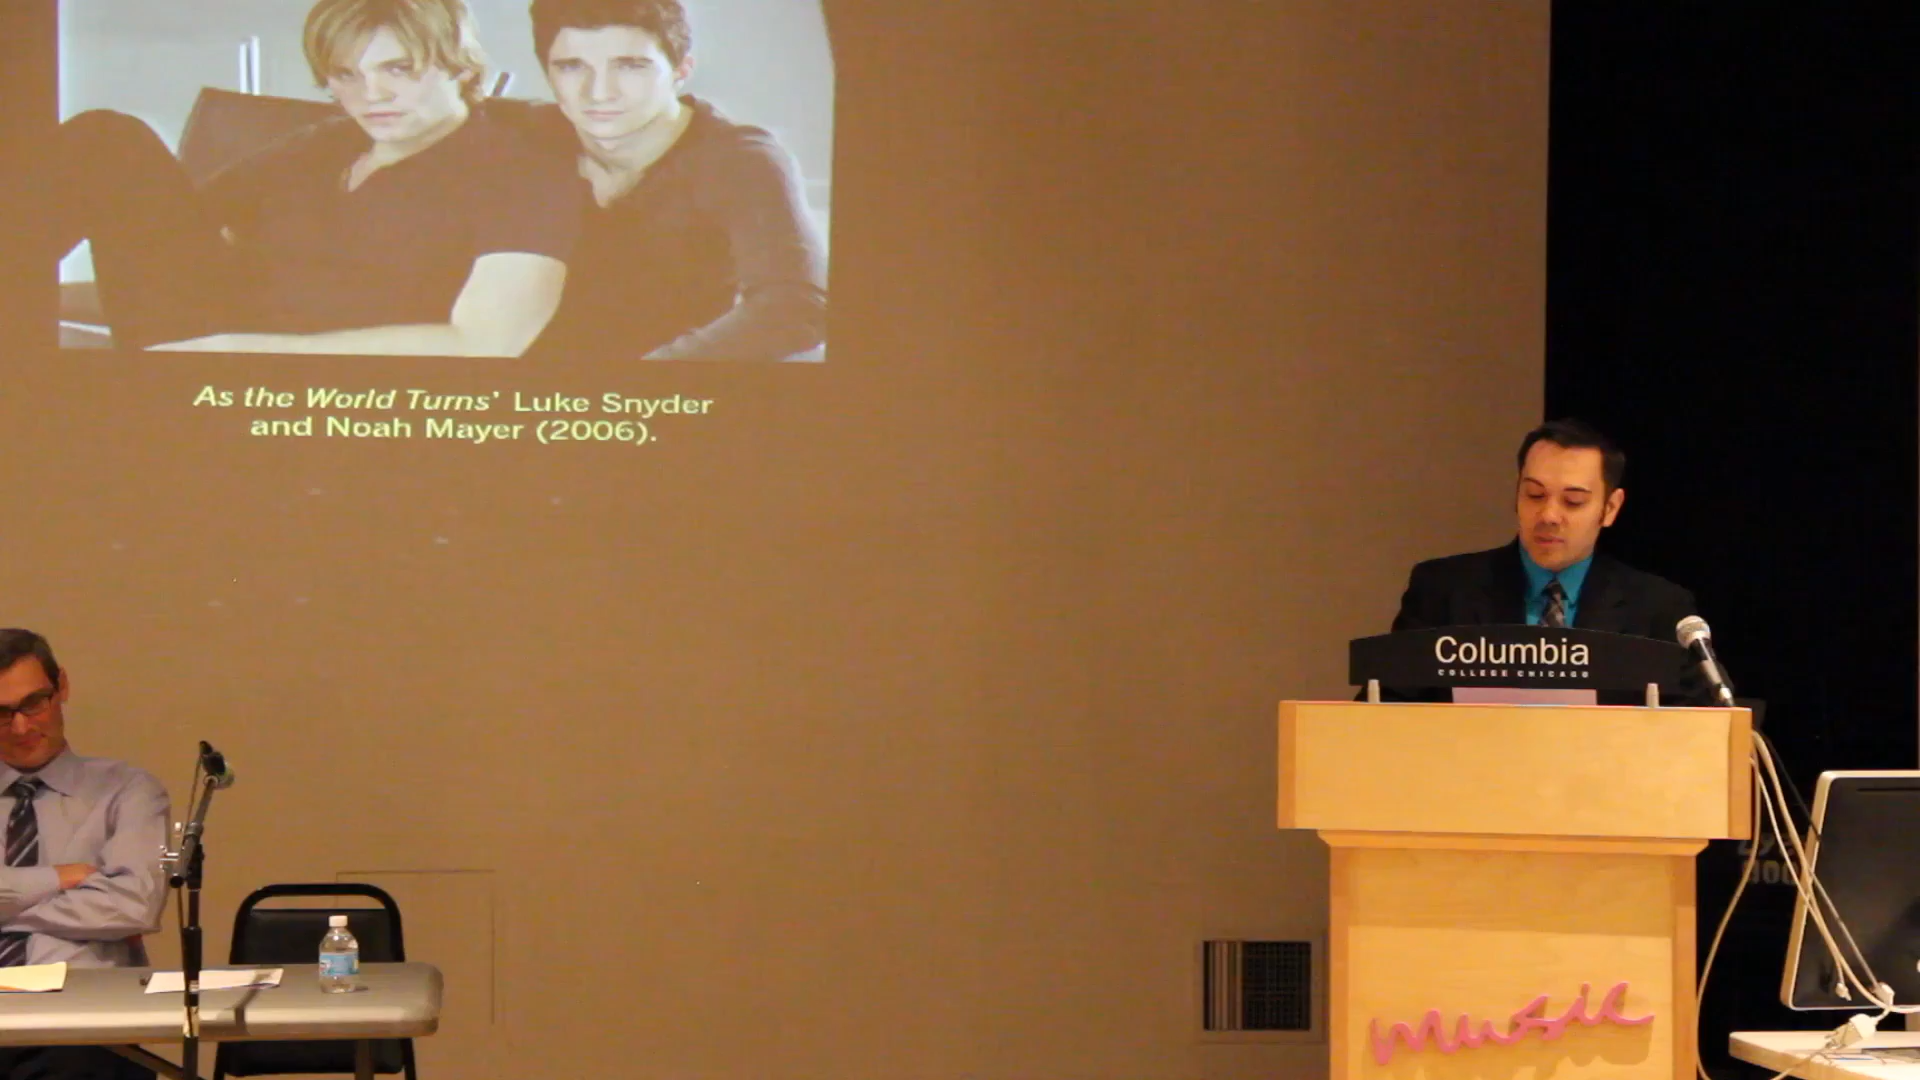 As the World Turns' Luke Snyder
and Noah Mayer (2006).
Columbia
COLLEGE CHICAGO
music